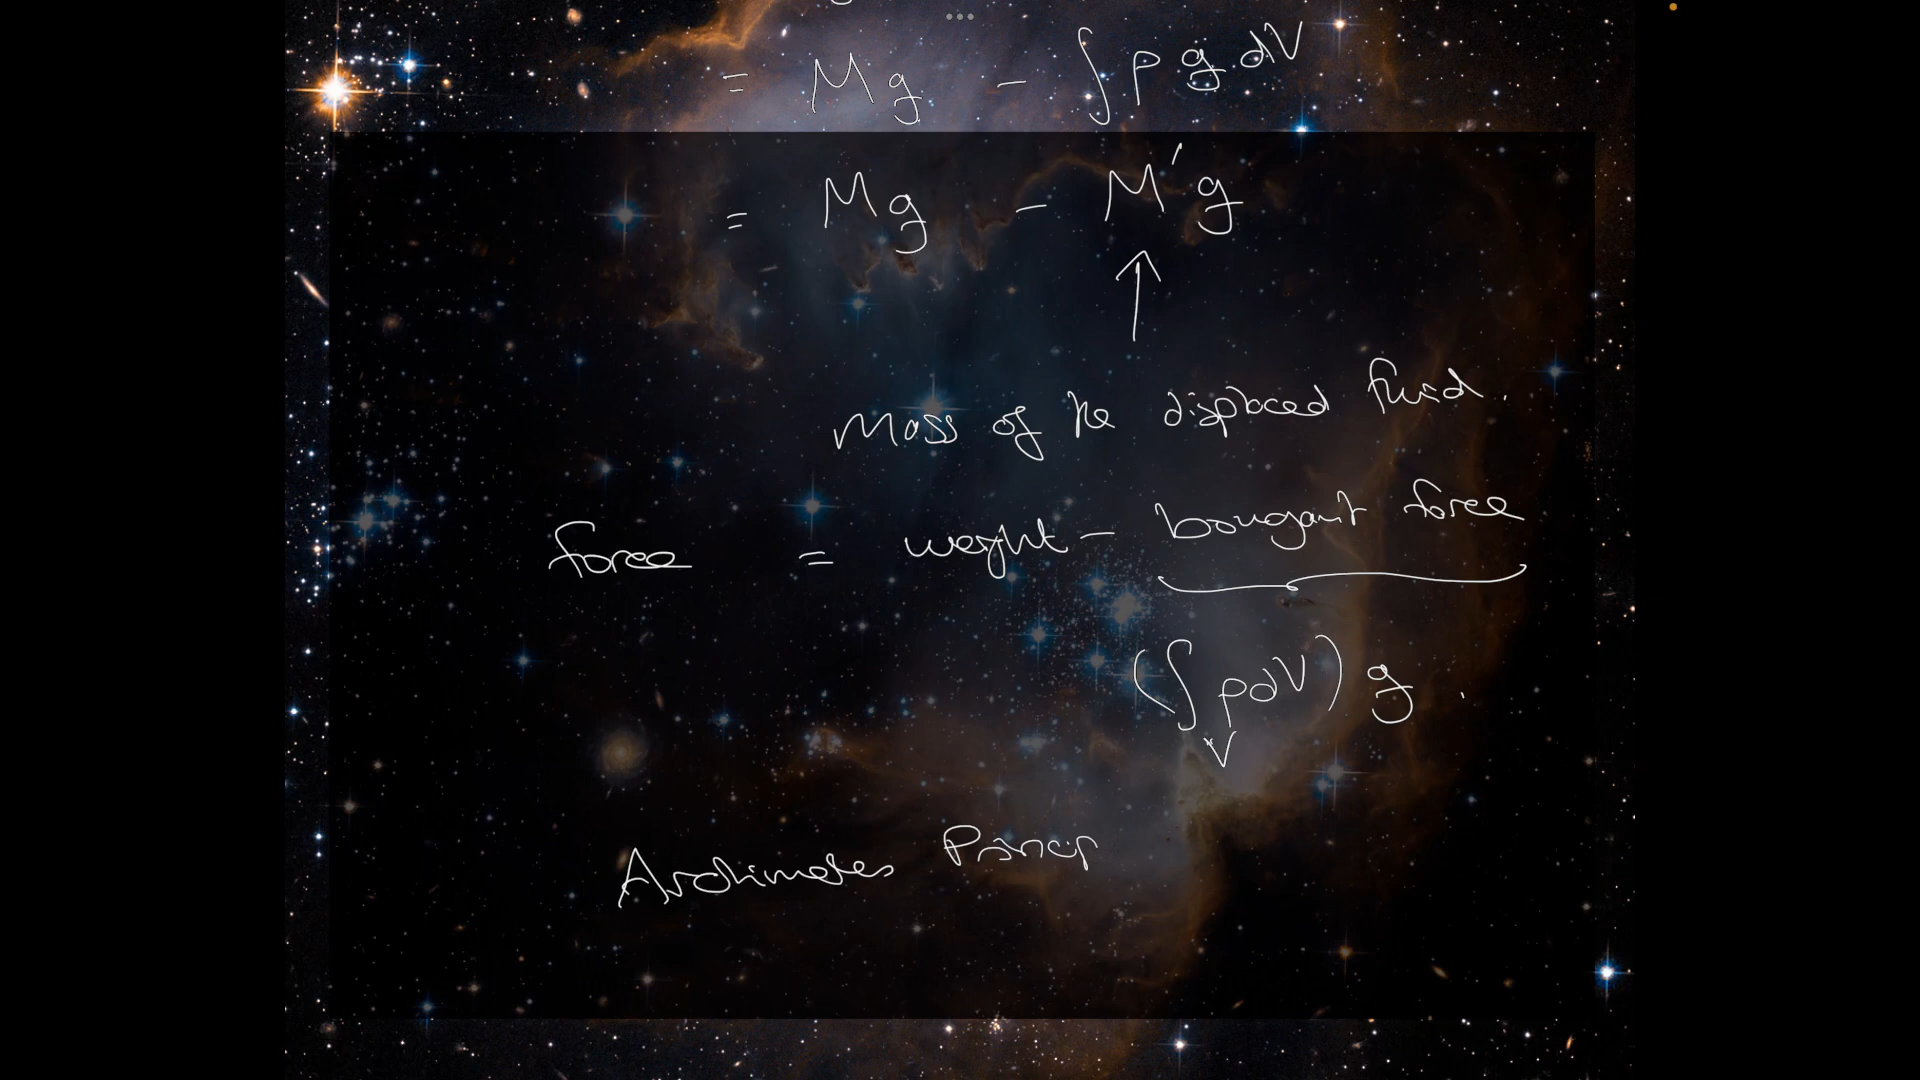 = Mg - ∫ρg dV
= Mg - M'g
↑
Mass of the displaced fluid.
force = weight - bouyant force
(∫ρdV) g.
V
Archimedes Princip